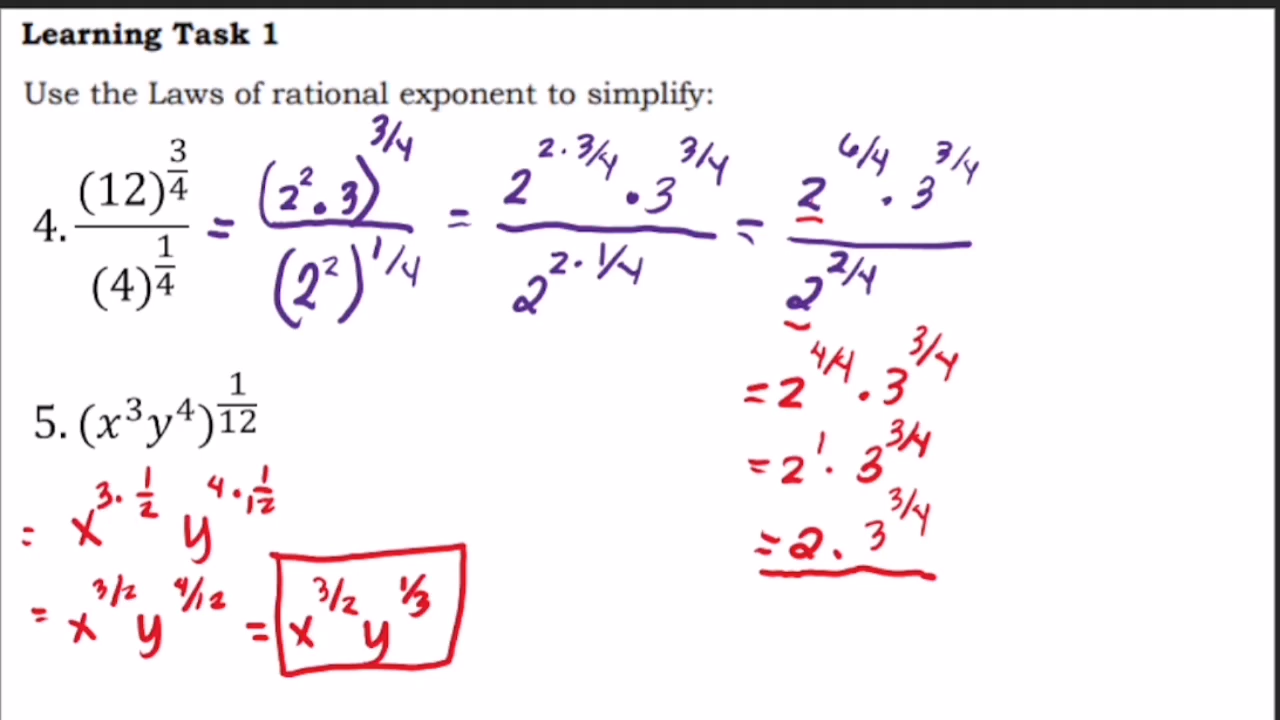 Learning Task 1
Use the Laws of rational exponent to simplify:
4. (12)^(3/4) / (4)^(1/4) = (2² · 3)^(3/4) / (2²)^(1/4) = 2^(2 · 3/4) · 3^(3/4) / 2^(2 · 1/4) = 2^(6/4) · 3^(3/4) / 2^(2/4)
= 2^(4/4) · 3^(3/4)
= 2^1 · 3^(3/4)
= 2 · 3^(3/4)
5. (x³y⁴)^(1/12)
= x^(3 · 1/2) y^(4 · 1/12)
= x^(3/2) y^(4/12) = x^(3/2) y^(1/3)